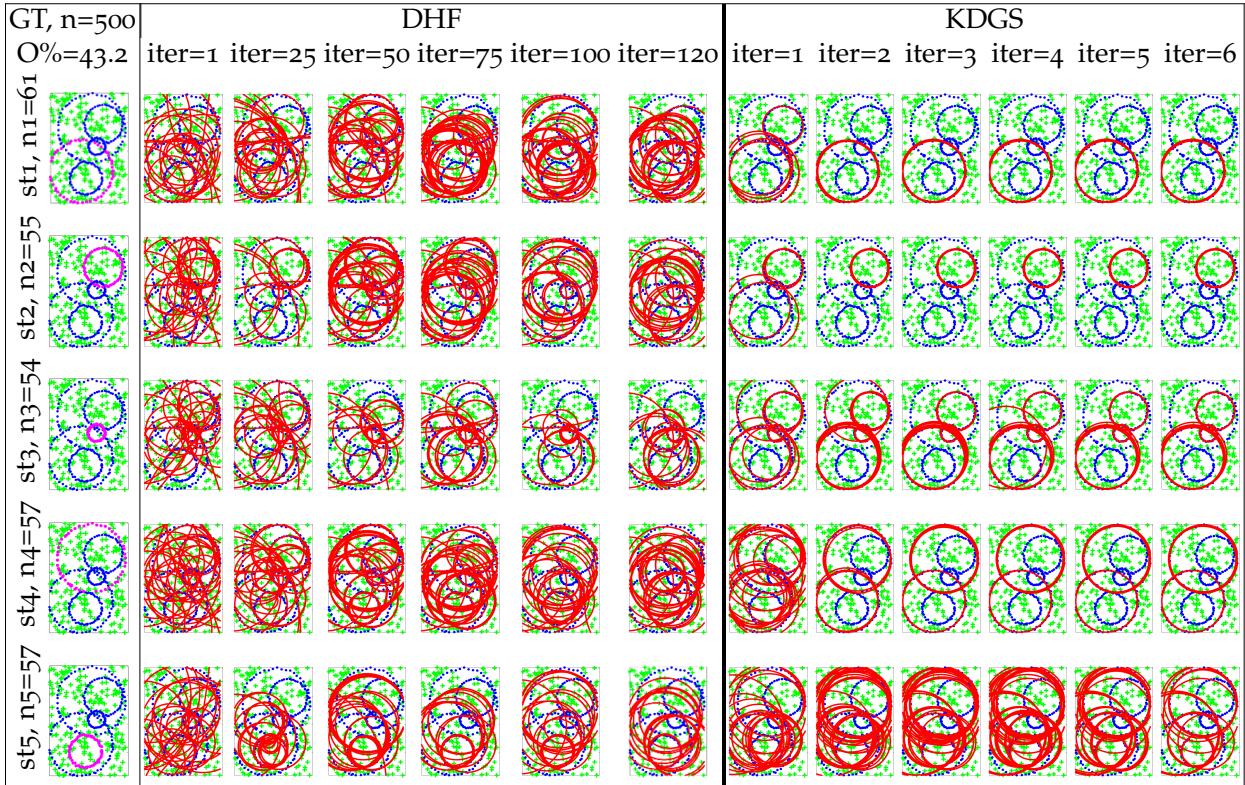 GT, n=500 DHF KDGS
O%=43.2 iter=1 iter=25 iter=50 iter=75 iter=100 iter=120 iter=1 iter=2 iter=3 iter=4 iter=5 iter=6
st1, n1=61
st2, n2=55
st3, n3=54
st4, n4=57
st5, n5=57